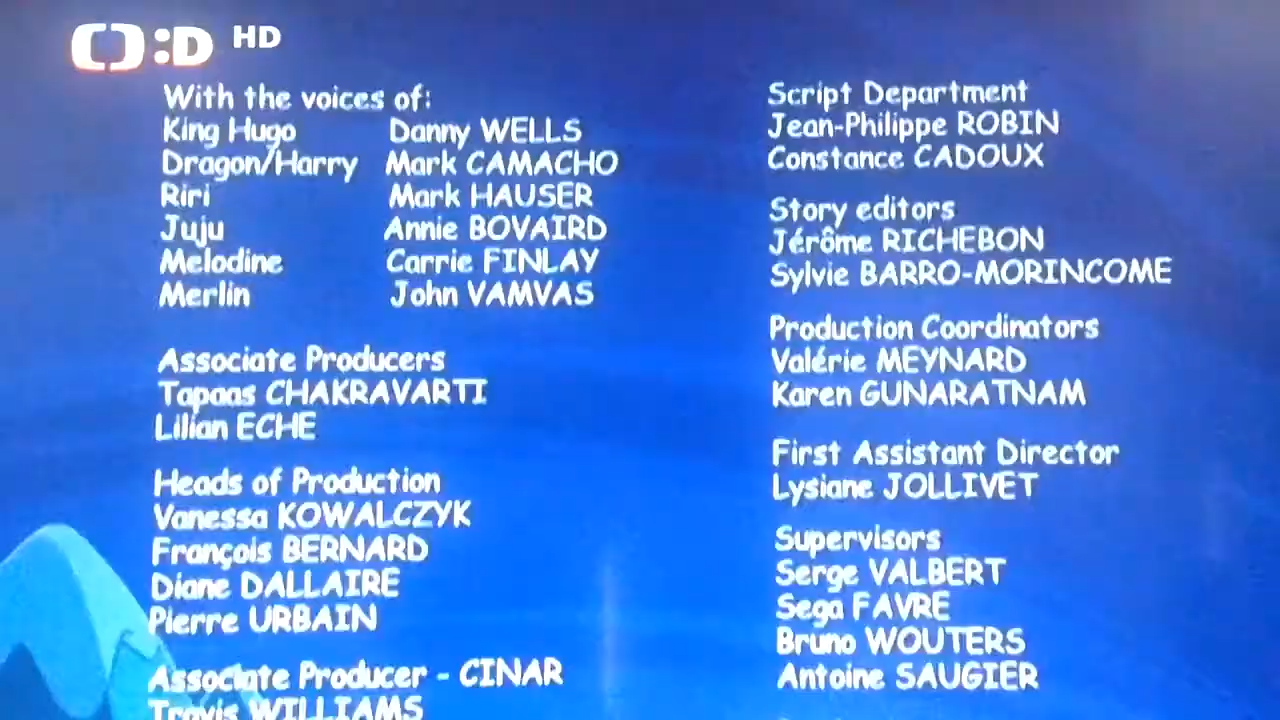 :D HD
With the voices of:
King Hugo Danny WELLS
Dragon/Harry Mark CAMACHO
Riri Mark HAUSER
Juju Annie BOVAIRD
Melodine Carrie FINLAY
Merlin John VAMVAS
Associate Producers
Tapaas CHAKRAVARTI
Lilian ECHE
Heads of Production
Vanessa KOWALCZYK
François BERNARD
Diane DALLAIRE
Pierre URBAIN
Associate Producer - CINAR
Travis WILLIAMS
Script Department
Jean-Philippe ROBIN
Constance CADOUX
Story editors
Jérôme RICHEBON
Sylvie BARRO-MORINCOME
Production Coordinators
Valérie MEYNARD
Karen GUNARATNAM
First Assistant Director
Lysiane JOLLIVET
Supervisors
Serge VALBERT
Sega FAVRE
Bruno WOUTERS
Antoine SAUGIER